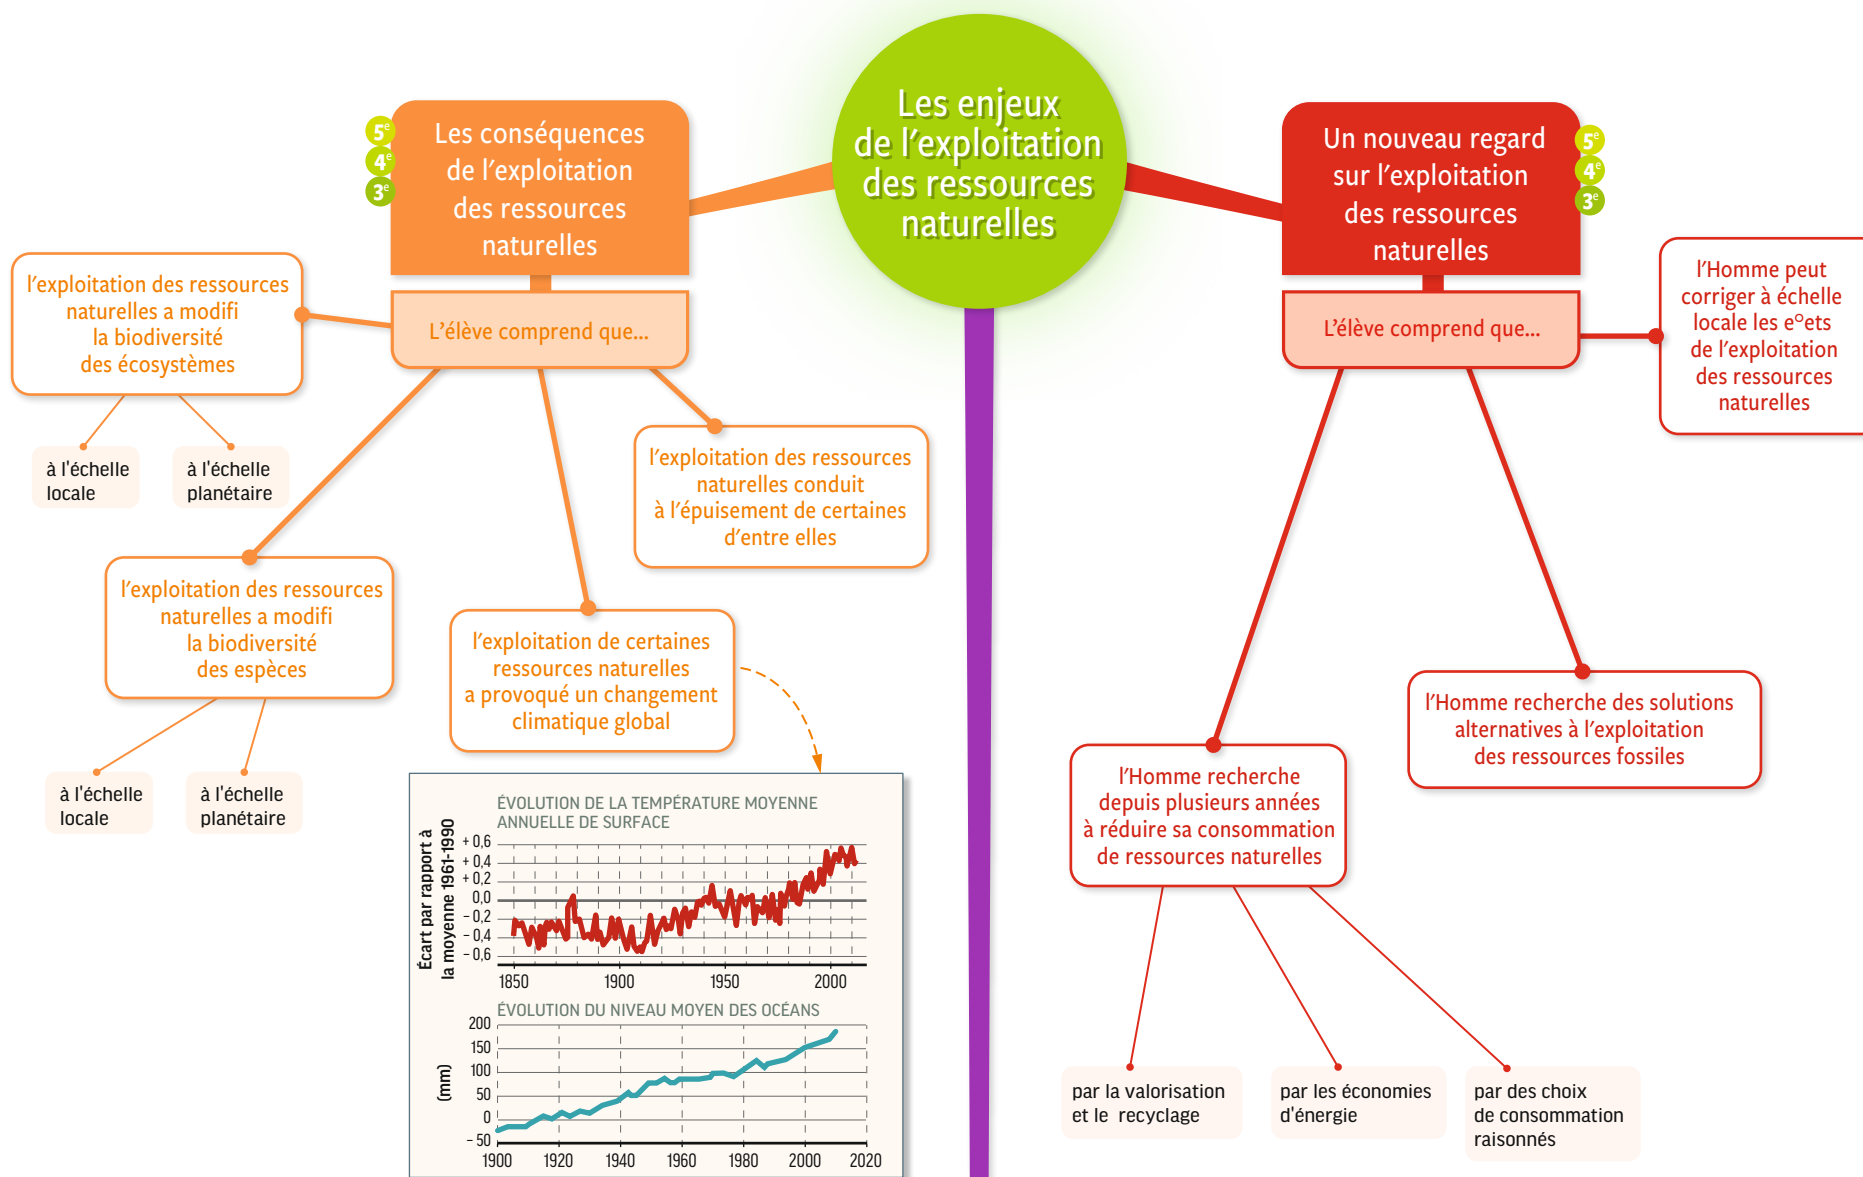 Les enjeux
de l'exploitation
des ressources
naturelles
5e
4e
3e
Les conséquences
de l'exploitation
des ressources
naturelles
L'élève comprend que...
l'exploitation des ressources
naturelles a modifi
la biodiversité
des écosystèmes
à l'échelle
locale
à l'échelle
planétaire
l'exploitation des ressources
naturelles conduit
à l'épuisement de certaines
d'entre elles
l'exploitation des ressources
naturelles a modifi
la biodiversité
des espèces
à l'échelle
locale
à l'échelle
planétaire
l'exploitation de certaines
ressources naturelles
a provoqué un changement
climatique global
ÉVOLUTION DE LA TEMPÉRATURE MOYENNE
ANNUELLE DE SURFACE
Écart par rapport à
la moyenne 1961-1990
+ 0,6
+ 0,4
+ 0,2
0,0
– 0,2
– 0,4
– 0,6
1850 1900 1950 2000
ÉVOLUTION DU NIVEAU MOYEN DES OCÉANS
(mm)
200
150
100
50
0
– 50
1900 1920 1940 1960 1980 2000 2020
Un nouveau regard
sur l'exploitation
des ressources
naturelles
5e
4e
3e
L'élève comprend que...
l'Homme peut
corriger à échelle
locale les e°ets
de l'exploitation
des ressources
naturelles
l'Homme recherche des solutions
alternatives à l'exploitation
des ressources fossiles
l'Homme recherche
depuis plusieurs années
à réduire sa consommation
de ressources naturelles
par la valorisation
et le recyclage
par les économies
d'énergie
par des choix
de consommation
raisonnés